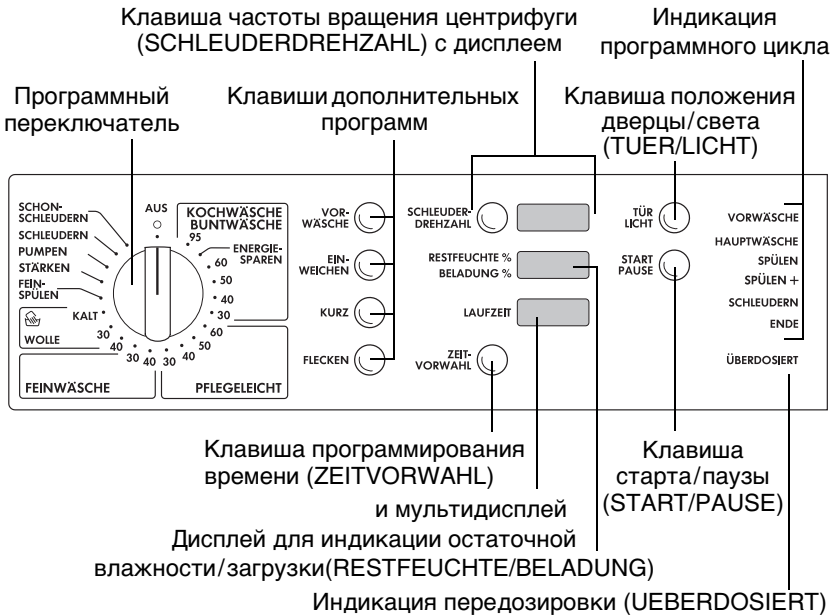 Клавиша частоты вращения центрифуги
(SCHLEUDERDREHZAHL) с дисплеем
Индикация
программного цикла
Программный
переключатель
Клавиши дополнительных
программ
Клавиша положения
дверцы/света
(TUER/LICHT)
SCHON-
SCHLEUDERN
SCHLEUDERN
PUMPEN
STÄRKEN
FEIN-
SPÜLEN
KALT
30
WOLLE
40
30
40
FEINWÄSCHE
AUS
KOCHWÄSCHE
BUNTWÄSCHE
95
ENERGIE-
SPAREN
60
50
40
30
60
50
40
30
PFLEGELEICHT
VOR-
WÄSCHE
EIN-
WEICHEN
KURZ
FLECKEN
SCHLEUDER-
DREHZAHL
RESTFEUCHTE %
BELADUNG %
LAUFZEIT
ZEIT-
VORWAHL
TÜR
LICHT
START
PAUSE
VORWÄSCHE
HAUPTWÄSCHE
SPÜLEN
SPÜLEN +
SCHLEUDERN
ENDE
ÜBERDOSIERT
Клавиша программирования
времени (ZEITVORWAHL)
Клавиша
старта/паузы
(START/PAUSE)
и мультидисплей
Дисплей для индикации остаточной
влажности/загрузки(RESTFEUCHTE/BELADUNG)
Индикация передозировки (UEBERDOSIERT)